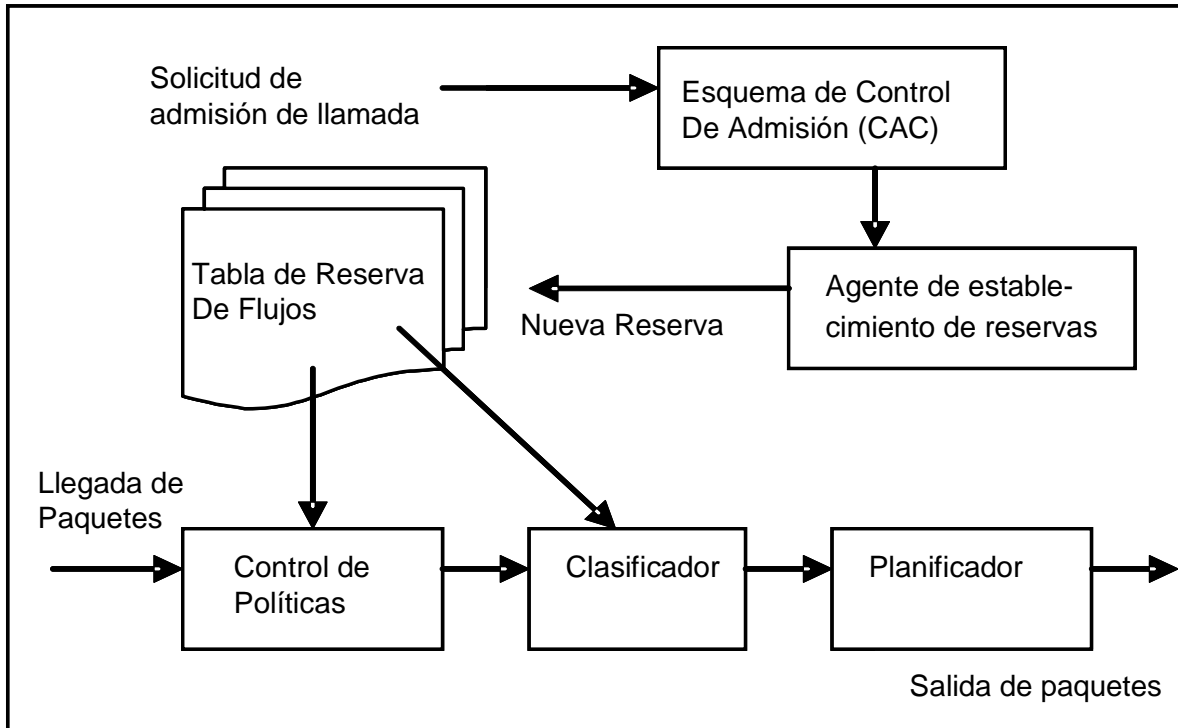 Solicitud de
admisión de llamada
Esquema de Control
De Admisión (CAC)
Tabla de Reserva
De Flujos
Nueva Reserva
Agente de estable-
cimiento de reservas
Llegada de
Paquetes
Control de
Políticas
Clasificador
Planificador
Salida de paquetes